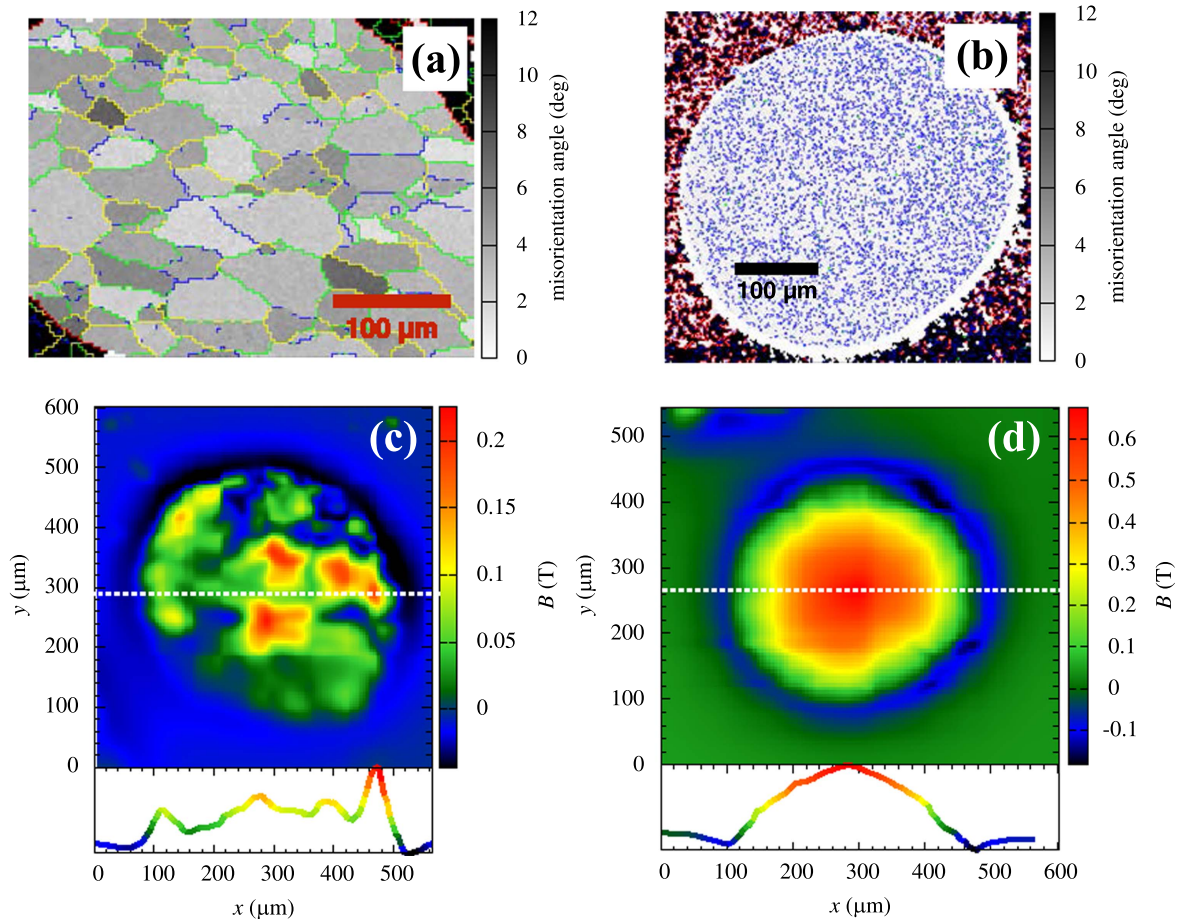 12
10
8
6
4
2
0
misorientation angle (deg)
(a)
100 μm
12
10
8
6
4
2
0
misorientation angle (deg)
(b)
100 μm
600
500
400
300
200
100
0
y (μm)
(c)
0.2
0.15
0.1
0.05
0
B (T)
0 100 200 300 400 500
x (μm)
500
400
300
200
100
0
y (μm)
(d)
0.6
0.5
0.4
0.3
0.2
0.1
0
-0.1
B (T)
0 100 200 300 400 500 600
x (μm)